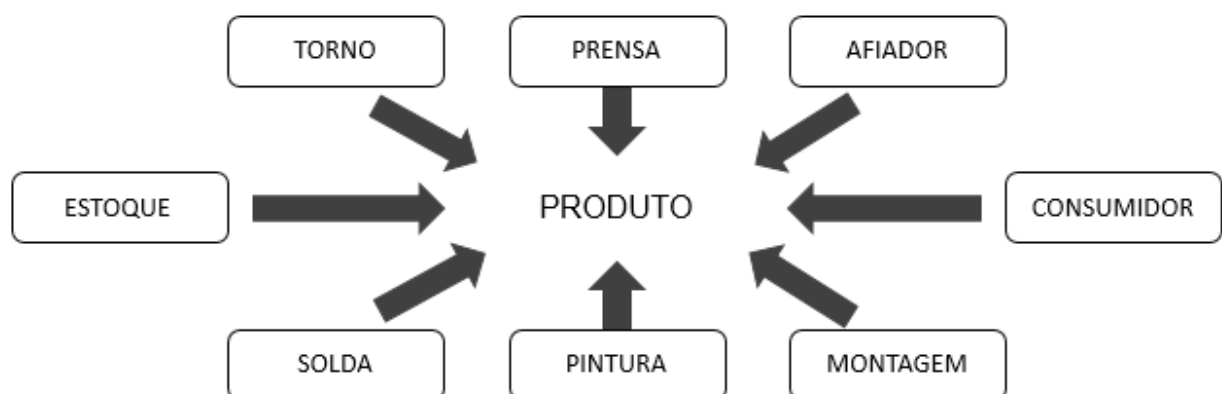 TORNO
PRENSA
AFIADOR
ESTOQUE
PRODUTO
CONSUMIDOR
SOLDA
PINTURA
MONTAGEM